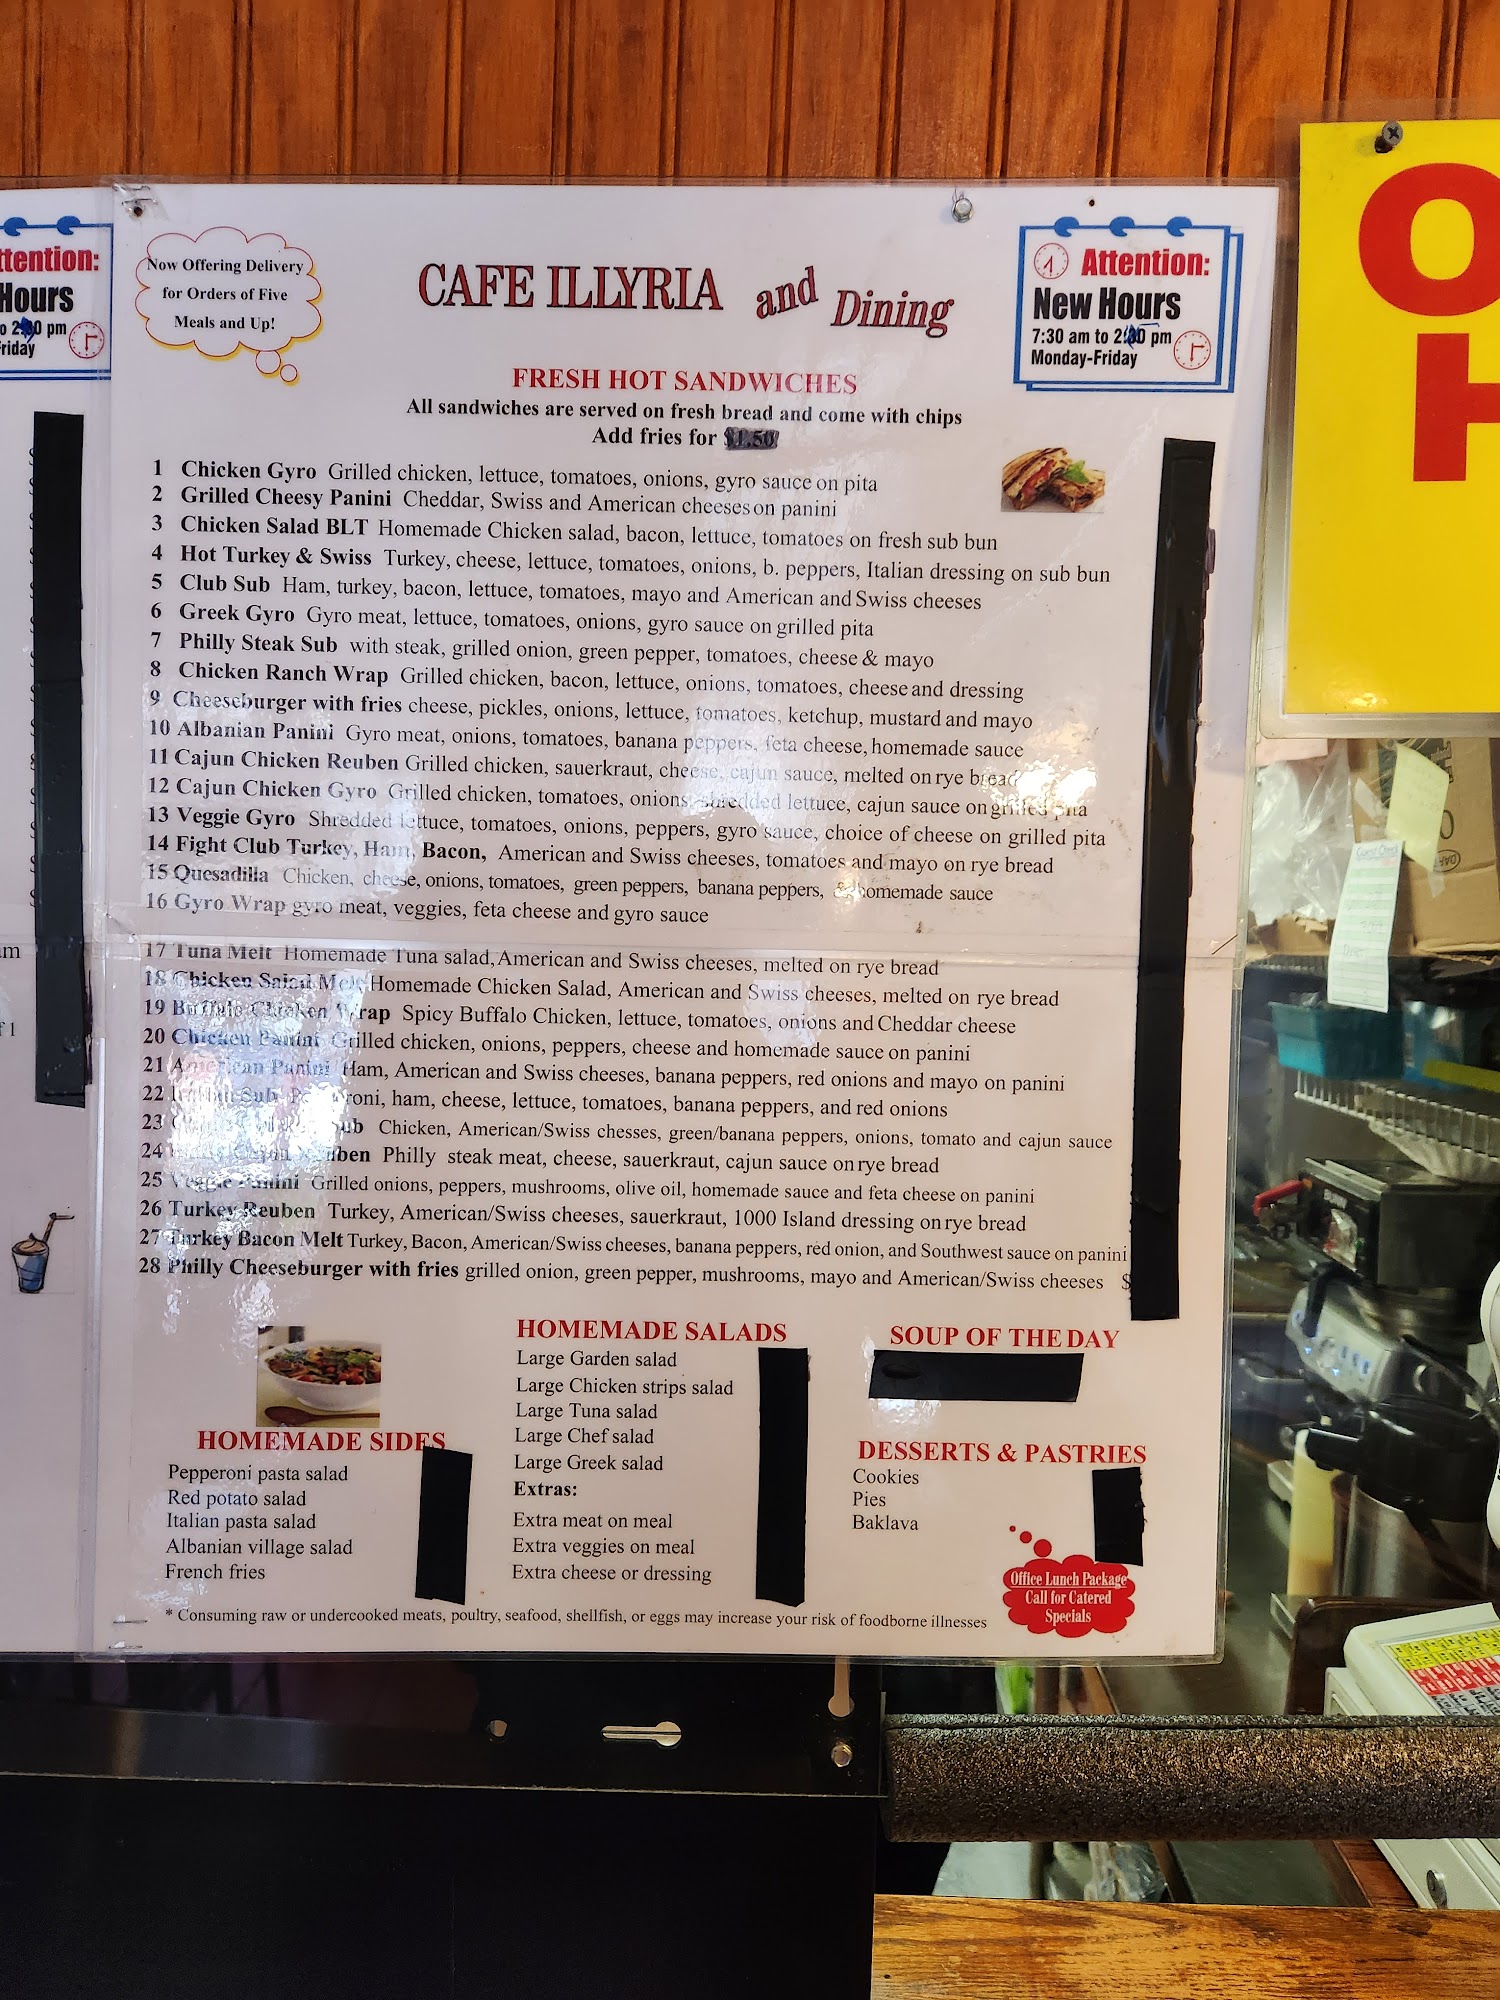 ttention:
Hours
pm
riday
am
f 1
Now Offering Delivery
for Orders of Five
Meals and Up!
CAFE ILLYRIA and Dining
Attention:
New Hours
7:30 am to 2: pm
Monday-Friday
FRESH HOT SANDWICHES
All sandwiches are served on fresh bread and come with chips
Add fries for $1.50
1 Chicken Gyro Grilled chicken, lettuce, tomatoes, onions, gyro sauce on pita
2 Grilled Cheesy Panini Cheddar, Swiss and American cheeses on panini
3 Chicken Salad BLT Homemade Chicken salad, bacon, lettuce, tomatoes on fresh sub bun
4 Hot Turkey & Swiss Turkey, cheese, lettuce, tomatoes, onions, b. peppers, Italian dressing on sub bun
5 Club Sub Ham, turkey, bacon, lettuce, tomatoes, mayo and American and Swiss cheeses
6 Greek Gyro Gyro meat, lettuce, tomatoes, onions, gyro sauce on grilled pita
7 Philly Steak Sub with steak, grilled onion, green pepper, tomatoes, cheese & mayo
8 Chicken Ranch Wrap Grilled chicken, bacon, lettuce, onions, tomatoes, cheese and dressing
9 Cheeseburger with fries cheese, pickles, onions, lettuce, tomatoes, ketchup, mustard and mayo
10 Albanian Panini Gyro meat, onions, tomatoes, banana peppers, feta cheese, homemade sauce
11 Cajun Chicken Reuben Grilled chicken, sauerkraut, cheese, cajun sauce, melted on rye bread
12 Cajun Chicken Gyro Grilled chicken, tomatoes, onions, shredded lettuce, cajun sauce on grilled pita
13 Veggie Gyro Shredded lettuce, tomatoes, onions, peppers, gyro sauce, choice of cheese on grilled pita
14 Fight Club Turkey, Ham, Bacon, American and Swiss cheeses, tomatoes and mayo on rye bread
15 Quesadilla Chicken, cheese, onions, tomatoes, green peppers, banana peppers, & homemade sauce
16 Gyro Wrap gyro meat, veggies, feta cheese and gyro sauce
17 Tuna Melt Homemade Tuna salad, American and Swiss cheeses, melted on rye bread
18 Chicken Salad Melt Homemade Chicken Salad, American and Swiss cheeses, melted on rye bread
19 Buffalo Chicken Wrap Spicy Buffalo Chicken, lettuce, tomatoes, onions and Cheddar cheese
20 Chicken Panini Grilled chicken, onions, peppers, cheese and homemade sauce on panini
21 American Panini Ham, American and Swiss cheeses, banana peppers, red onions and mayo on panini
22 Italian Sub Pepperoni, ham, cheese, lettuce, tomatoes, banana peppers, and red onions
23 Sub Chicken, American/Swiss chesses, green/banana peppers, onions, tomato and cajun sauce
24 Cajun Reuben Philly steak meat, cheese, sauerkraut, cajun sauce on rye bread
25 Veggie Panini Grilled onions, peppers, mushrooms, olive oil, homemade sauce and feta cheese on panini
26 Turkey Reuben Turkey, American/Swiss cheeses, sauerkraut, 1000 Island dressing on rye bread
27 Turkey Bacon Melt Turkey, Bacon, American/Swiss cheeses, banana peppers, red onion, and Southwest sauce on panini
28 Philly Cheeseburger with fries grilled onion, green pepper, mushrooms, mayo and American/Swiss cheeses $
HOMEMADE SIDES
Pepperoni pasta salad
Red potato salad
Italian pasta salad
Albanian village salad
French fries
HOMEMADE SALADS
Large Garden salad
Large Chicken strips salad
Large Tuna salad
Large Chef salad
Large Greek salad
Extras:
Extra meat on meal
Extra veggies on meal
Extra cheese or dressing
SOUP OF THE DAY
DESSERTS & PASTRIES
Cookies
Pies
Baklava
Office Lunch Package
Call for Catered
Specials
* Consuming raw or undercooked meats, poultry, seafood, shellfish, or eggs may increase your risk of foodborne illnesses
O
H
Guest Check